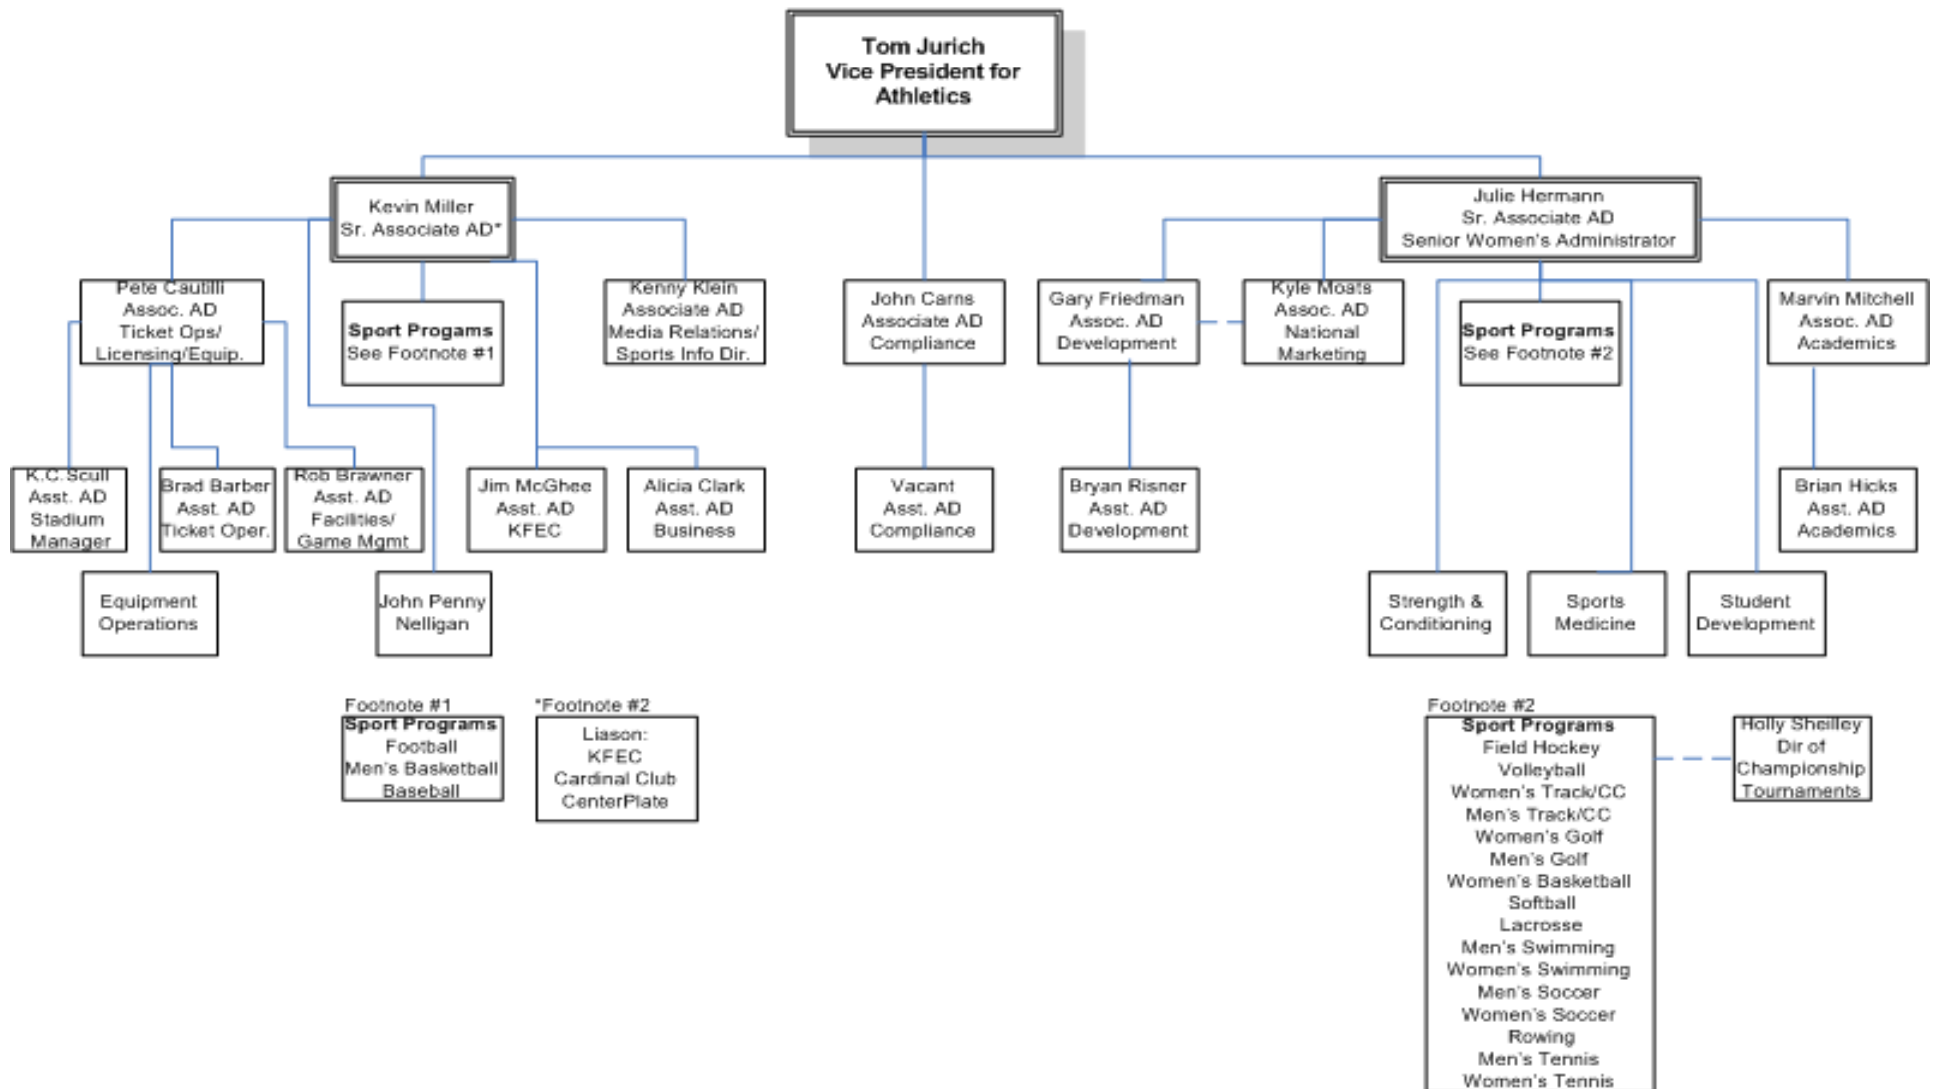 Tom Jurich
Vice President for
Athletics
Kevin Miller
Sr. Associate AD*
Julie Hermann
Sr. Associate AD
Senior Women's Administrator
Pete Cautilli
Assoc. AD
Ticket Ops/
Licensing/Equip.
Sport Progams
See Footnote #1
Kenny Klein
Associate AD
Media Relations/
Sports Info Dir.
John Carns
Associate AD
Compliance
Gary Friedman
Assoc. AD
Development
Kyle Moats
Assoc. AD
National
Marketing
Sport Programs
See Footnote #2
Marvin Mitchell
Assoc. AD
Academics
K.C.Scull
Asst. AD
Stadium
Manager
Brad Barber
Asst. AD
Ticket Oper.
Rob Brawner
Asst. AD
Facilities/
Game Mgmt
Jim McGhee
Asst. AD
KFEC
Alicia Clark
Asst. AD
Business
Vacant
Asst. AD
Compliance
Bryan Risner
Asst. AD
Development
Brian Hicks
Asst. AD
Academics
Equipment
Operations
John Penny
Nelligan
Strength &
Conditioning
Sports
Medicine
Student
Development
Footnote #1
Sport Programs
Football
Men's Basketball
Baseball
*Footnote #2
Liason:
KFEC
Cardinal Club
CenterPlate
Footnote #2
Sport Programs
Field Hockey
Volleyball
Women's Track/CC
Men's Track/CC
Women's Golf
Men's Golf
Women's Basketball
Softball
Lacrosse
Men's Swimming
Women's Swimming
Men's Soccer
Women's Soccer
Rowing
Men's Tennis
Women's Tennis
Holly Sheilley
Dir of
Championship
Tournaments